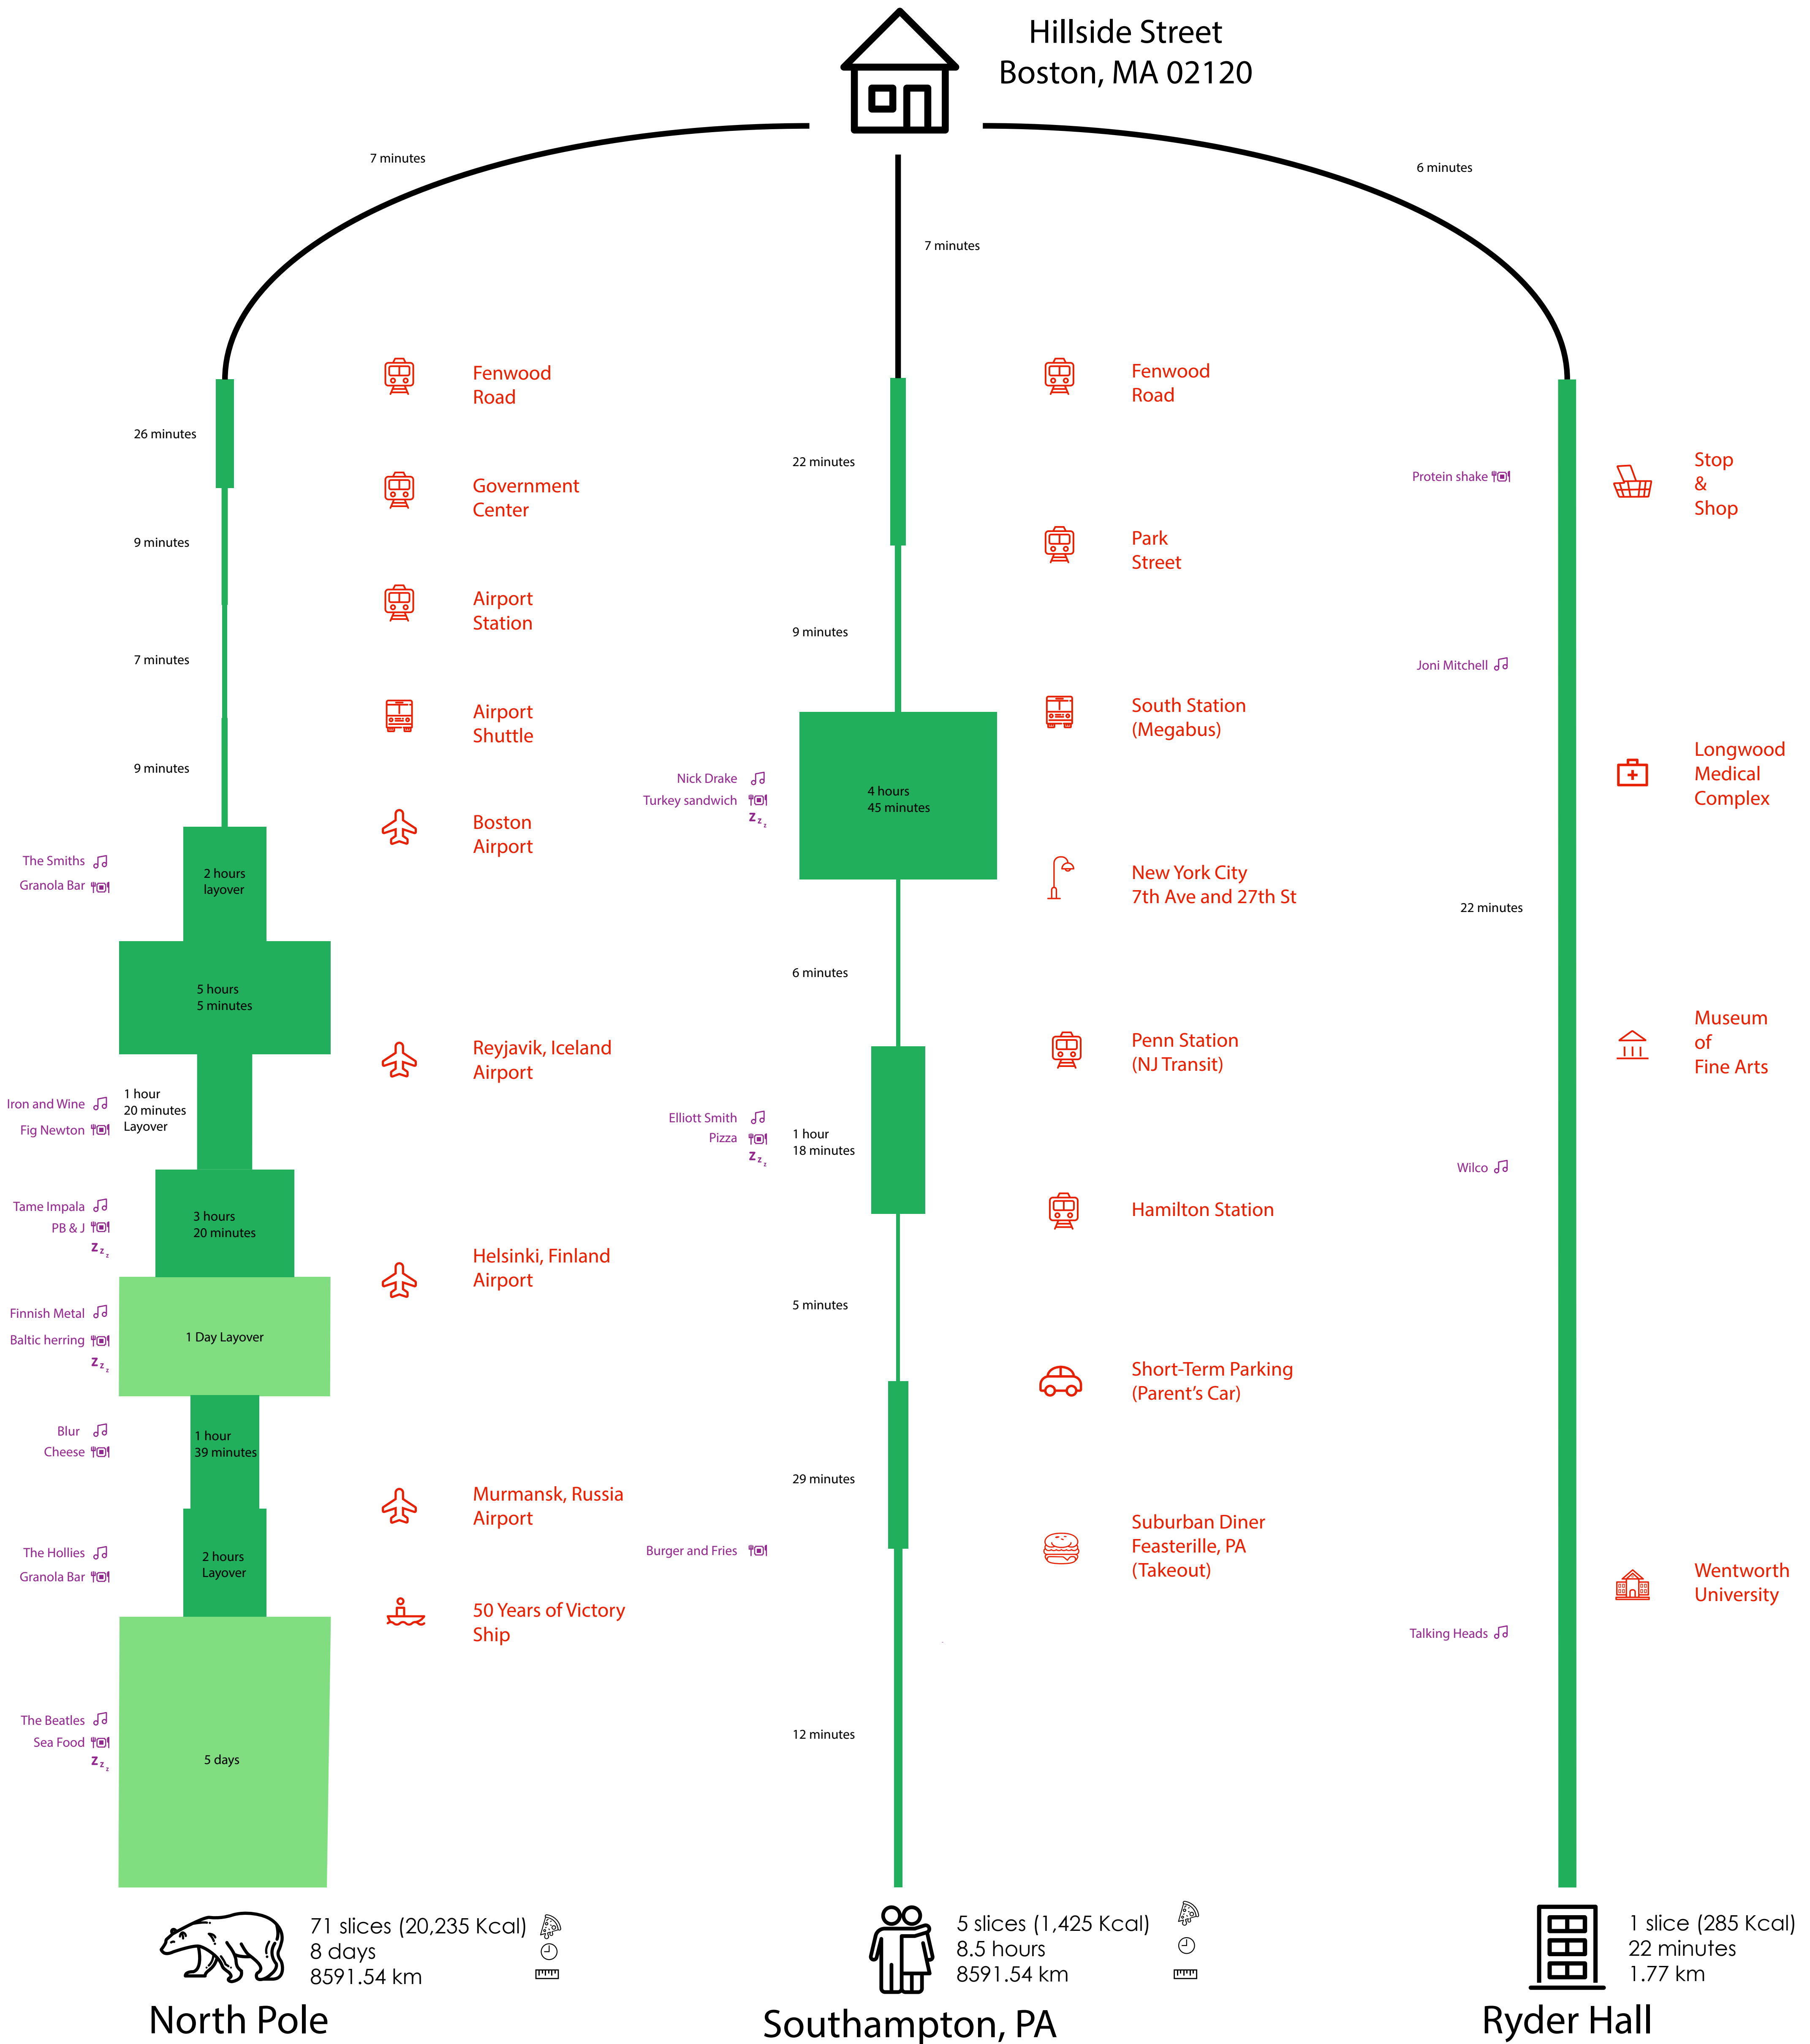 Hillside Street
Boston, MA 02120
7 minutes
7 minutes
6 minutes
Fenwood
Road
26 minutes
Government
Center
9 minutes
Airport
Station
7 minutes
Airport
Shuttle
9 minutes
Boston
Airport
The Smiths
Granola Bar
2 hours
layover
5 hours
5 minutes
Reyjavik, Iceland
Airport
Iron and Wine
Fig Newton
1 hour
20 minutes
Layover
Tame Impala
PB & J
Zzz
3 hours
20 minutes
Helsinki, Finland
Airport
Finnish Metal
Baltic herring
Zzz
1 Day Layover
Blur
Cheese
1 hour
39 minutes
Murmansk, Russia
Airport
The Hollies
Granola Bar
2 hours
Layover
50 Years of Victory
Ship
The Beatles
Sea Food
Zzz
5 days
71 slices (20,235 Kcal)
8 days
8591.54 km
North Pole
Fenwood
Road
22 minutes
Park
Street
9 minutes
South Station
(Megabus)
Nick Drake
Turkey sandwich
Zzz
4 hours
45 minutes
New York City
7th Ave and 27th St
6 minutes
Penn Station
(NJ Transit)
Elliott Smith
Pizza
Zzz
1 hour
18 minutes
Hamilton Station
5 minutes
Short-Term Parking
(Parent’s Car)
29 minutes
Suburban Diner
Feasterille, PA
(Takeout)
Burger and Fries
12 minutes
5 slices (1,425 Kcal)
8.5 hours
8591.54 km
Southampton, PA
Protein shake
Stop
&
Shop
Joni Mitchell
Longwood
Medical
Complex
22 minutes
Museum
of
Fine Arts
Wilco
Wentworth
University
Talking Heads
1 slice (285 Kcal)
22 minutes
1.77 km
Ryder Hall